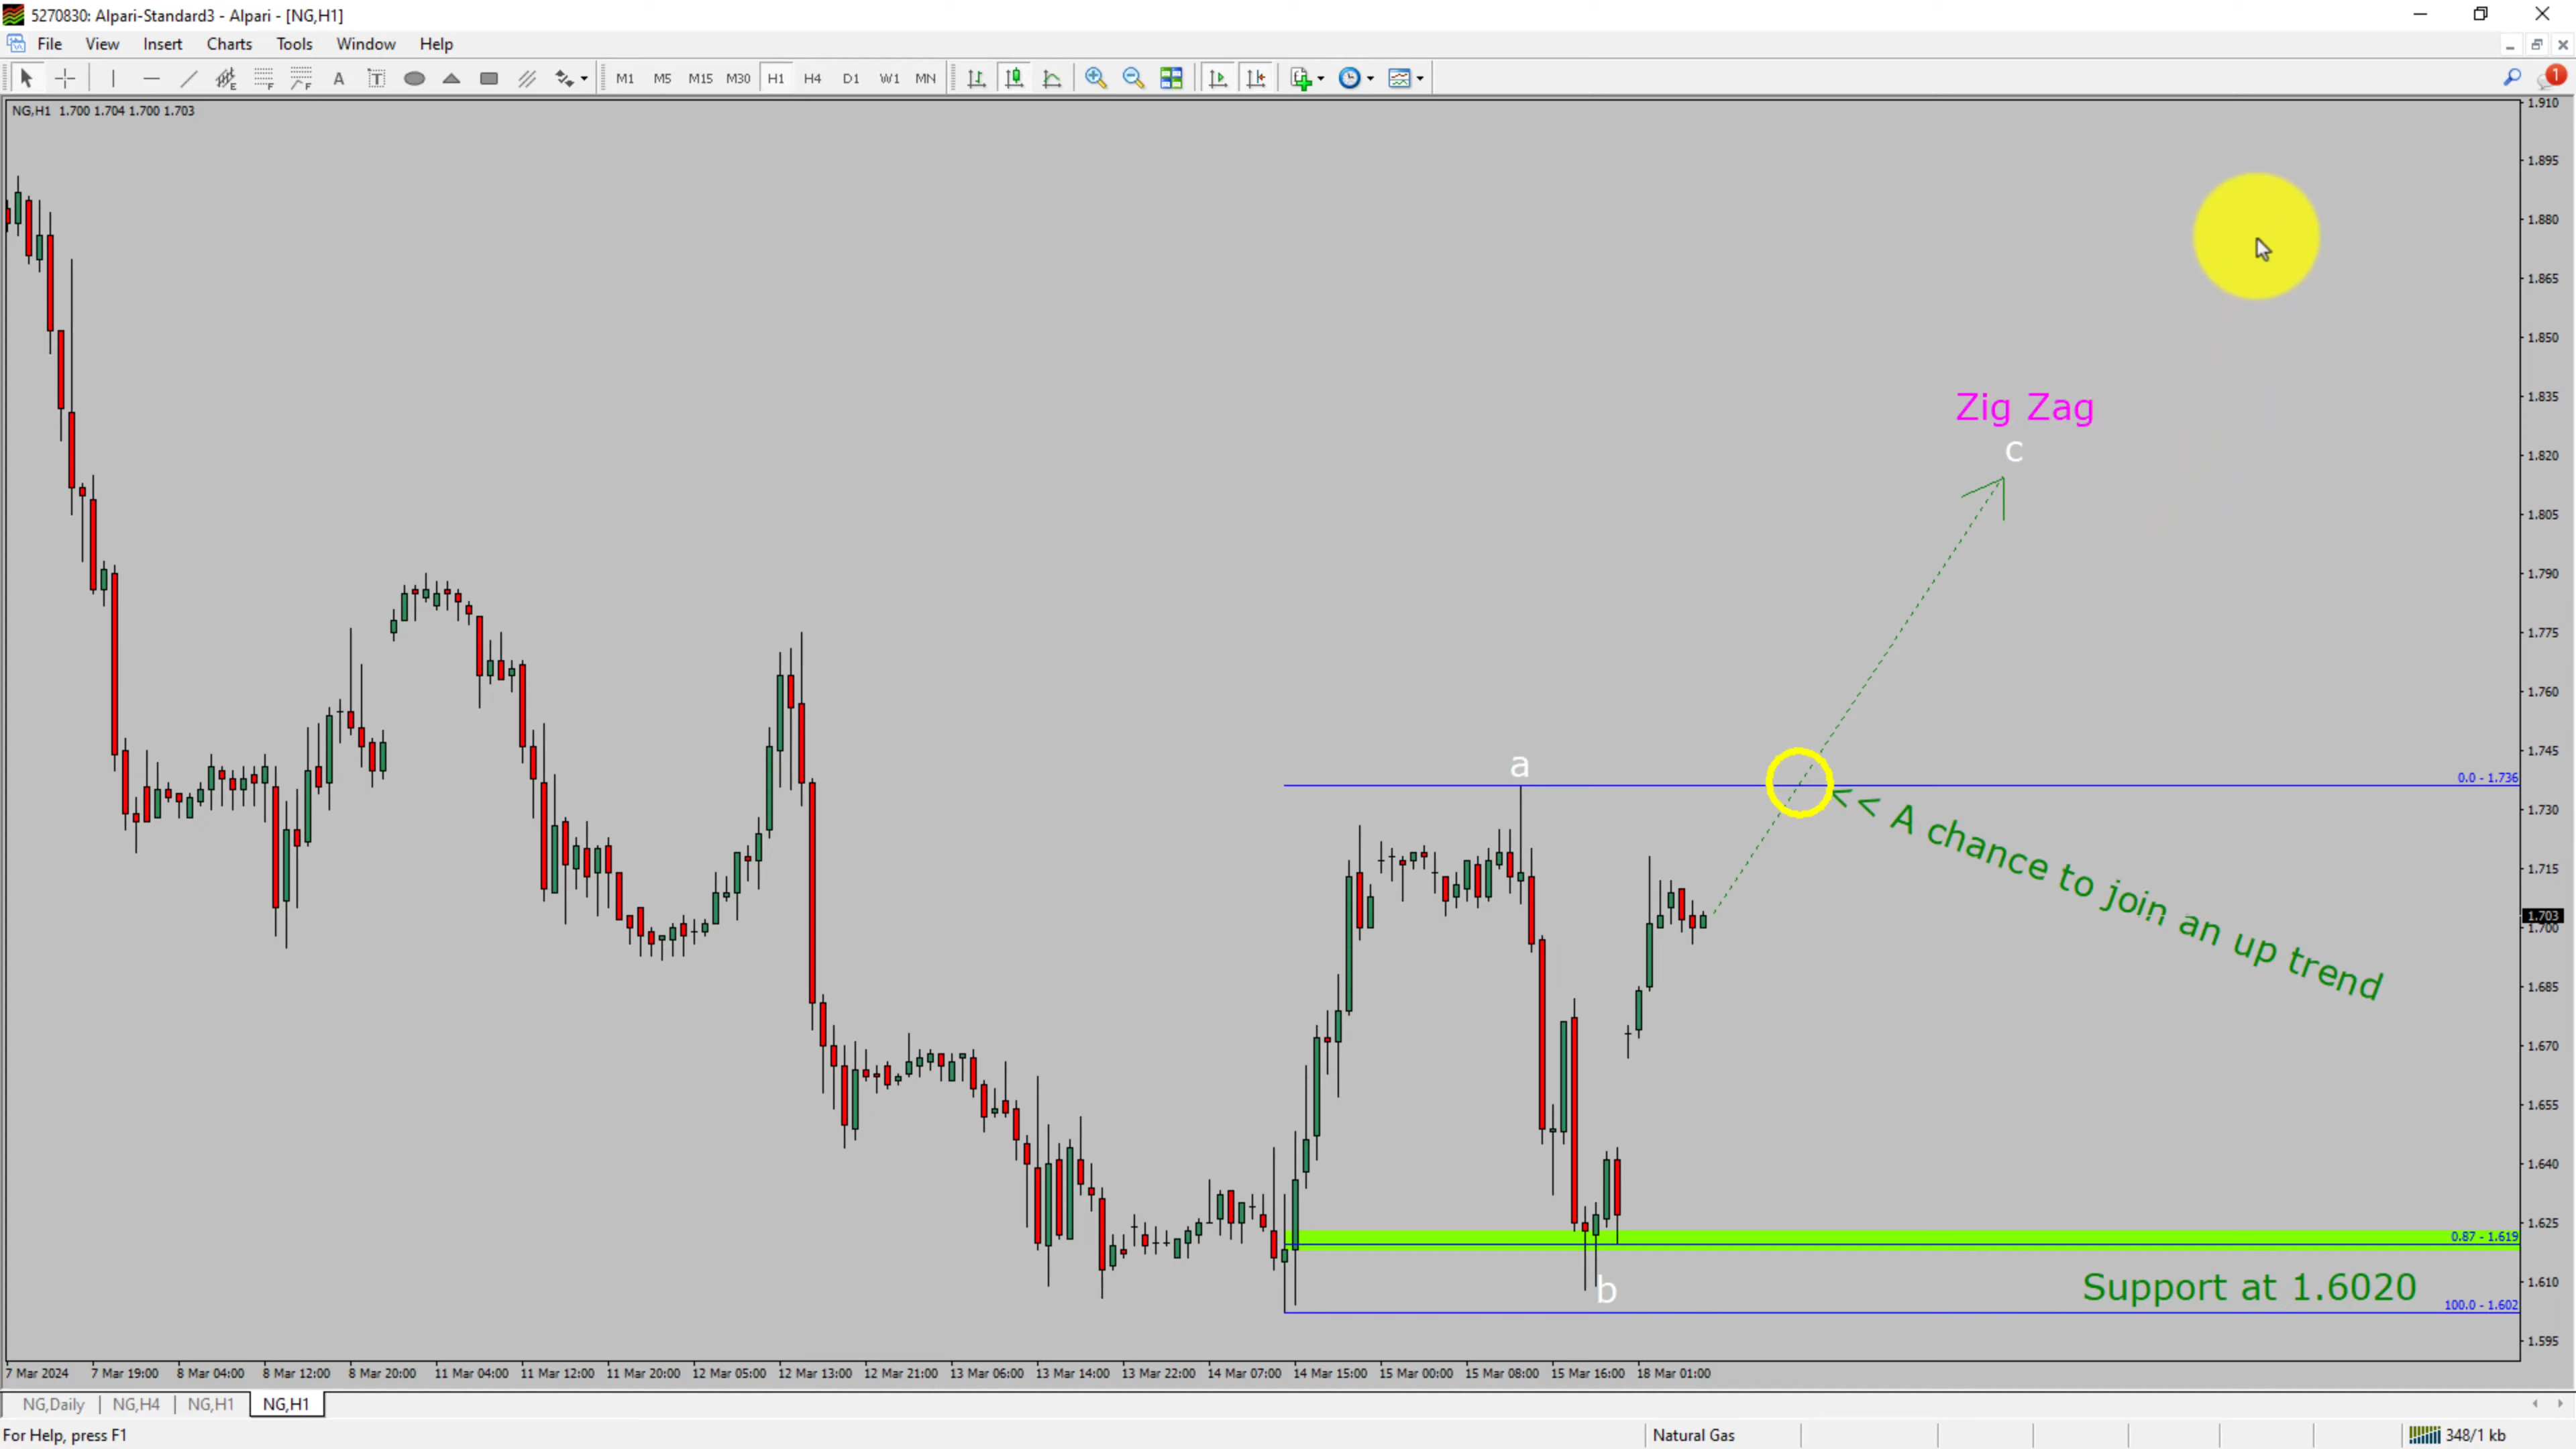 5270830: Alpari-Standard3 - Alpari - [NG,H1]
File View Insert Charts Tools Window Help
A T M1 M5 M15 M30 H1 H4 D1 W1 MN 1
NG,H1 1.700 1.704 1.700 1.703
1.910
1.895
1.880
1.865
1.850
1.835
Zig Zag
c
1.820
1.805
1.790
1.775
1.760
1.745
a
0.0 - 1.736
<< A chance to join an up trend
1.730
1.715
1.703
1.700
1.685
1.670
1.655
1.640
1.625
0.87 - 1.619
b
Support at 1.6020
1.610
100.0 - 1.602
1.595
7 Mar 2024 7 Mar 19:00 8 Mar 04:00 8 Mar 12:00 8 Mar 20:00 11 Mar 04:00 11 Mar 12:00 11 Mar 20:00 12 Mar 05:00 12 Mar 13:00 12 Mar 21:00 13 Mar 06:00 13 Mar 14:00 13 Mar 22:00 14 Mar 07:00 14 Mar 15:00 15 Mar 00:00 15 Mar 08:00 15 Mar 16:00 18 Mar 01:00
NG,Daily NG,H4 NG,H1 NG,H1
For Help, press F1 Natural Gas 348/1 kb